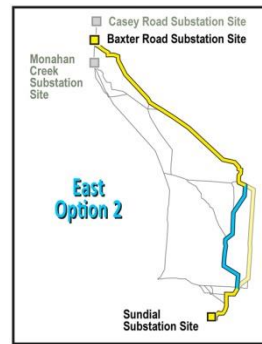 Casey Road Substation Site
Baxter Road Substation Site
Monahan
Creek
Substation
Site
East
Option 2
Sundial
Substation Site